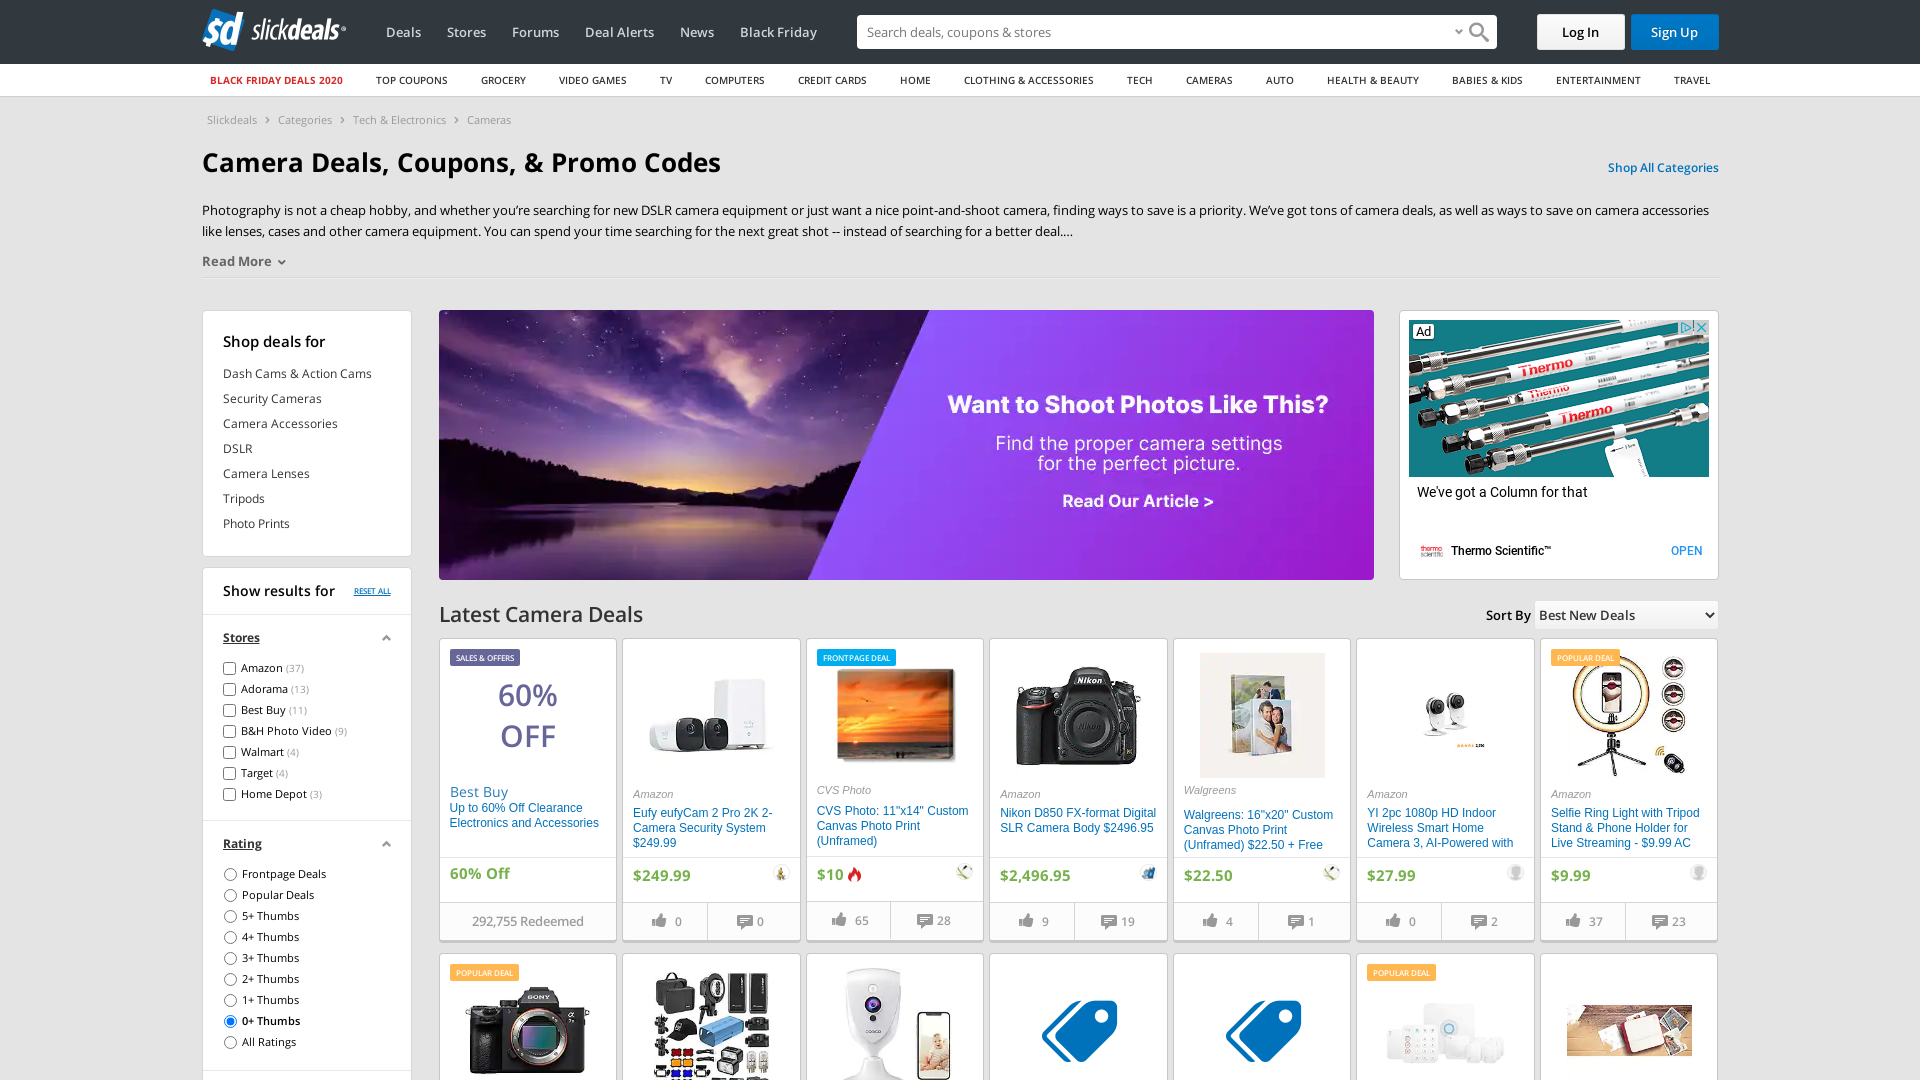 slickdeals
Deals
Stores
Forums
Deal Alerts
News
Black Friday
Search deals, coupons & stores
Log In
Sign Up
BLACK FRIDAY DEALS 2020
TOP COUPONS
GROCERY
VIDEO GAMES
TV
COMPUTERS
CREDIT CARDS
HOME
CLOTHING & ACCESSORIES
TECH
CAMERAS
AUTO
HEALTH & BEAUTY
BABIES & KIDS
ENTERTAINMENT
TRAVEL
Slickdeals > Categories > Tech & Electronics > Cameras
Camera Deals, Coupons, & Promo Codes
Shop All Categories
Photography is not a cheap hobby, and whether you’re searching for new DSLR camera equipment or just want a nice point-and-shoot camera, finding ways to save is a priority. We’ve got tons of camera deals, as well as ways to save on camera accessories
like lenses, cases and other camera equipment. You can spend your time searching for the next great shot -- instead of searching for a better deal....
Read More
Shop deals for
Dash Cams & Action Cams
Security Cameras
Camera Accessories
DSLR
Camera Lenses
Tripods
Photo Prints
Show results for
RESET ALL
Stores
Amazon (37)
Adorama (13)
Best Buy (11)
B&H Photo Video (9)
Walmart (4)
Target (4)
Home Depot (3)
Rating
Frontpage Deals
Popular Deals
5+ Thumbs
4+ Thumbs
3+ Thumbs
2+ Thumbs
1+ Thumbs
0+ Thumbs
All Ratings
Want to Shoot Photos Like This?
Find the proper camera settings
for the perfect picture.
Read Our Article >
Ad
Thermo
Thermo
Thermo
We've got a Column for that
thermo
scientific
Thermo Scientific™
OPEN
Latest Camera Deals
Sort By
Best New Deals
SALES & OFFERS
60%
OFF
Best Buy
Up to 60% Off Clearance
Electronics and Accessories
60% Off
292,755 Redeemed
Amazon
Eufy eufyCam 2 Pro 2K 2-
Camera Security System
$249.99
$249.99
0
0
FRONTPAGE DEAL
CVS Photo
CVS Photo: 11"x14" Custom
Canvas Photo Print
(Unframed)
$10
65
28
Nikon
Nikon
Amazon
Nikon D850 FX-format Digital
SLR Camera Body $2496.95
$2,496.95
9
19
Walgreens
Walgreens: 16"x20" Custom
Canvas Photo Print
(Unframed) $22.50 + Free
$22.50
4
1
Amazon
YI 2pc 1080p HD Indoor
Wireless Smart Home
Camera 3, AI-Powered with
$27.99
0
2
POPULAR DEAL
Amazon
Selfie Ring Light with Tripod
Stand & Phone Holder for
Live Streaming - $9.99 AC
$9.99
37
23
POPULAR DEAL
SONY
POPULAR DEAL